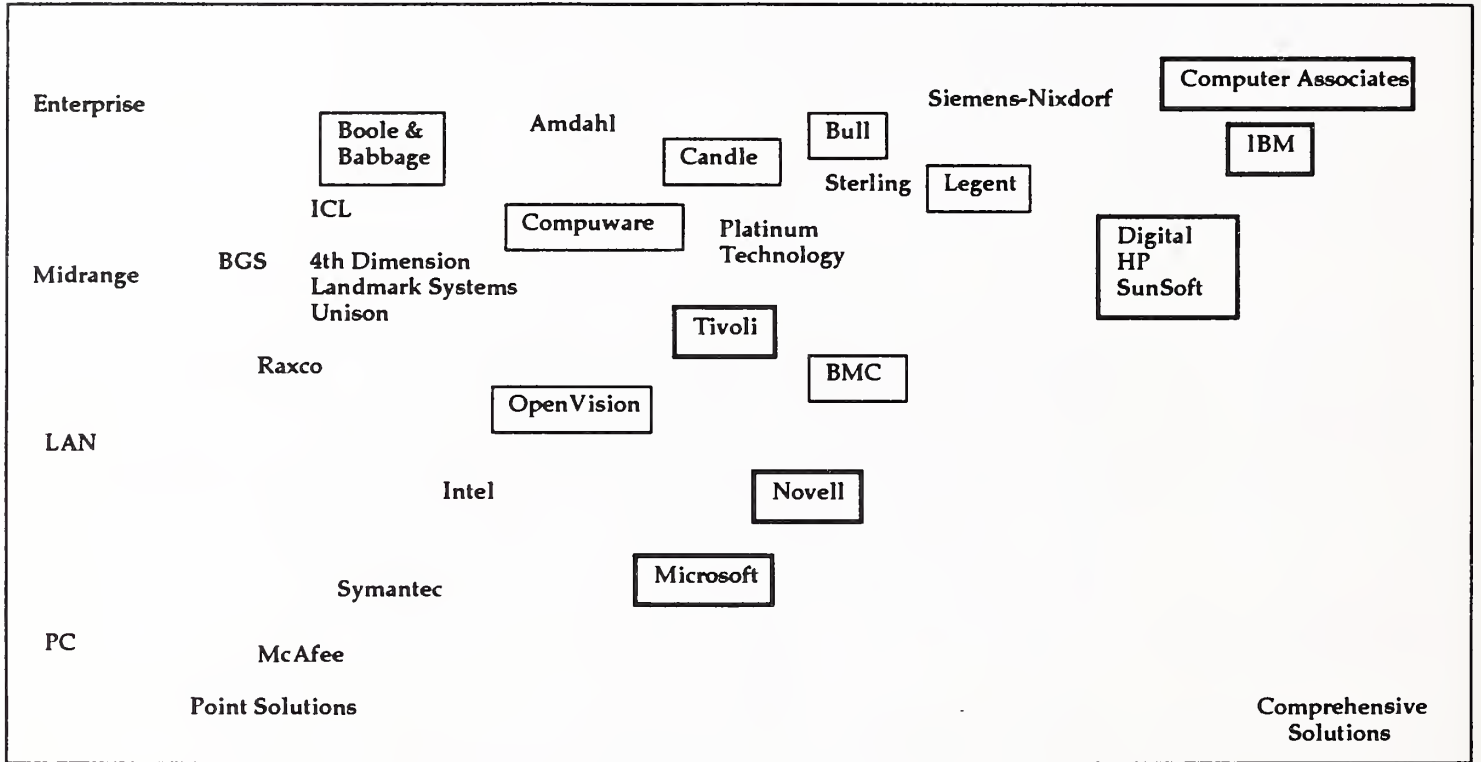 Computer Associates
Siemens-Nixdorf
Enterprise
Boole &
Babbage
Amdahl
Bull
IBM
Candle
Sterling
Legent
ICL
Compuware
Platinum
Technology
Digital
HP
SunSoft
BGS
4th Dimension
Landmark Systems
Unison
Midrange
Tivoli
Raxco
BMC
OpenVision
LAN
Intel
Novell
Symantec
Microsoft
PC
McAfee
Point Solutions
Comprehensive
Solutions